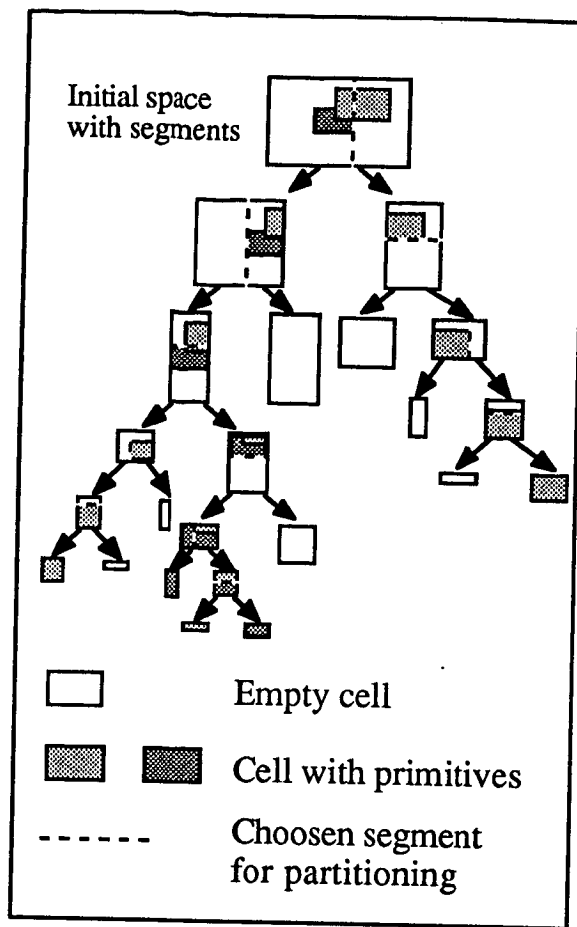 Initial space
with segments
Empty cell
Cell with primitives
Choosen segment
for partitioning